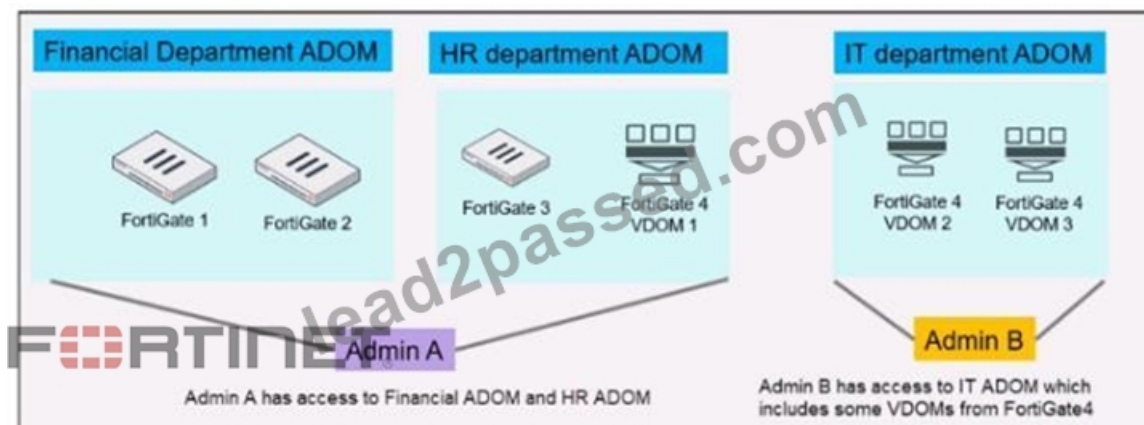 Financial Department ADOM
HR department ADOM
IT department ADOM
FortiGate 1
FortiGate 2
FortiGate 3
FortiGate 4
VDOM 1
FortiGate 4
VDOM 2
FortiGate 4
VDOM 3
lead2passed.com
FORTINET
Admin A
Admin A has access to Financial ADOM and HR ADOM
Admin B
Admin B has access to IT ADOM which
includes some VDOMs from FortiGate4